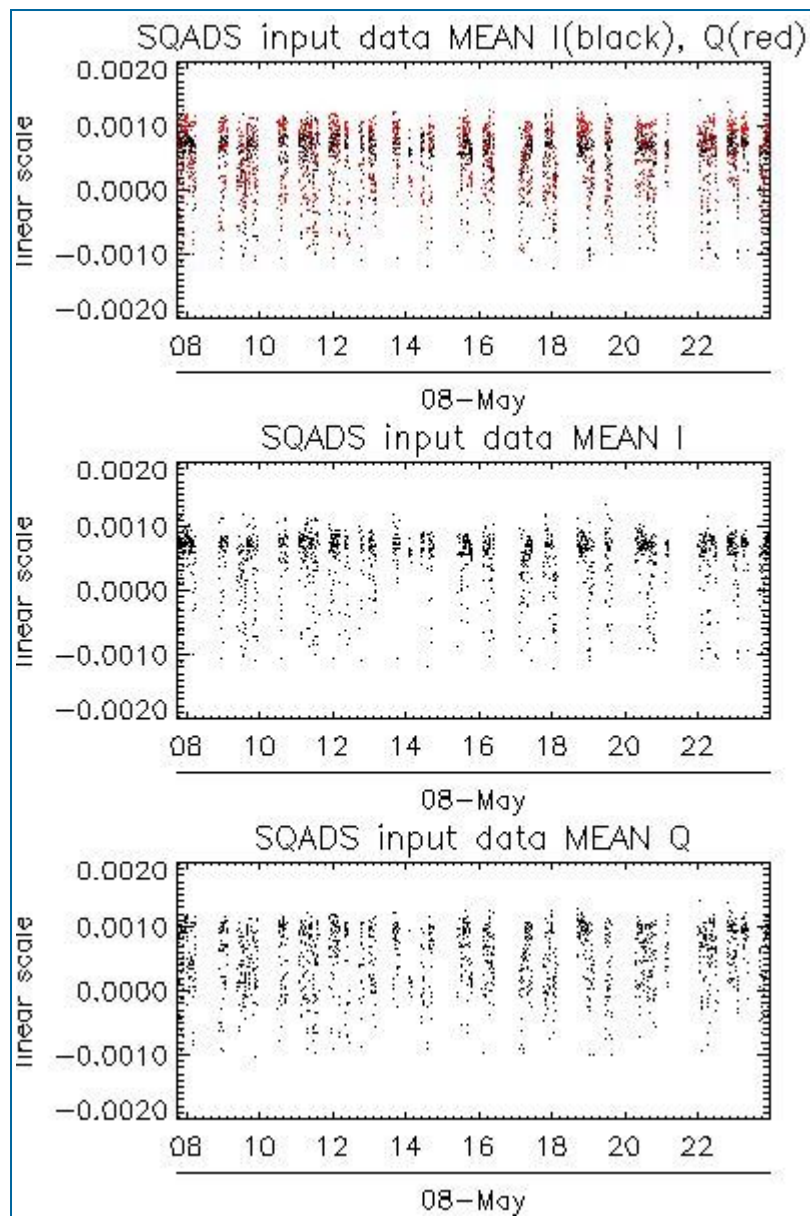 SQADS input data MEAN I(black), Q(red)
linear scale
0.0020
0.0010
0.0000
−0.0010
−0.0020
08 10 12 14 16 18 20 22
08−May
SQADS input data MEAN I
linear scale
0.0020
0.0010
0.0000
−0.0010
−0.0020
08 10 12 14 16 18 20 22
08−May
SQADS input data MEAN Q
linear scale
0.0020
0.0010
0.0000
−0.0010
−0.0020
08 10 12 14 16 18 20 22
08−May